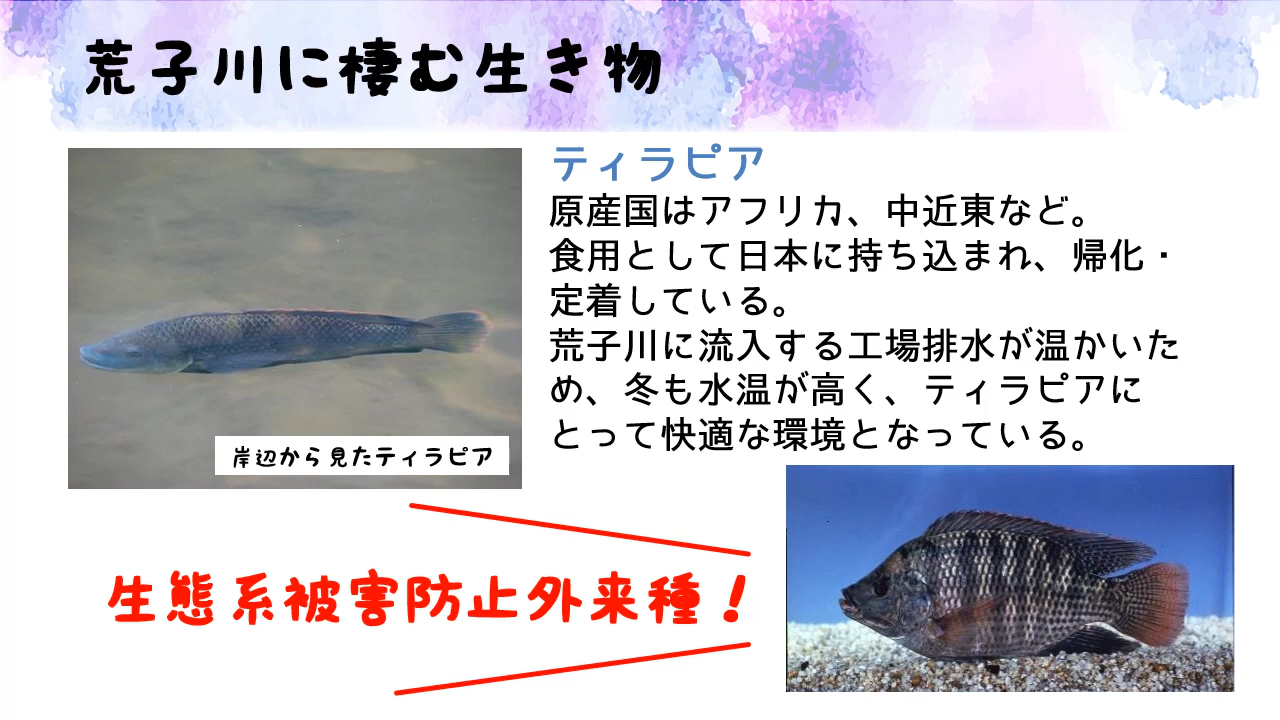 荒子川に棲む生き物
ティラピア
原産国はアフリカ、中近東など。
食用として日本に持ち込まれ、帰化・
定着している。
荒子川に流入する工場排水が温かいた
め、冬も水温が高く、ティラピアに
とって快適な環境となっている。
岸辺から見たティラピア
生態系被害防止外来種！